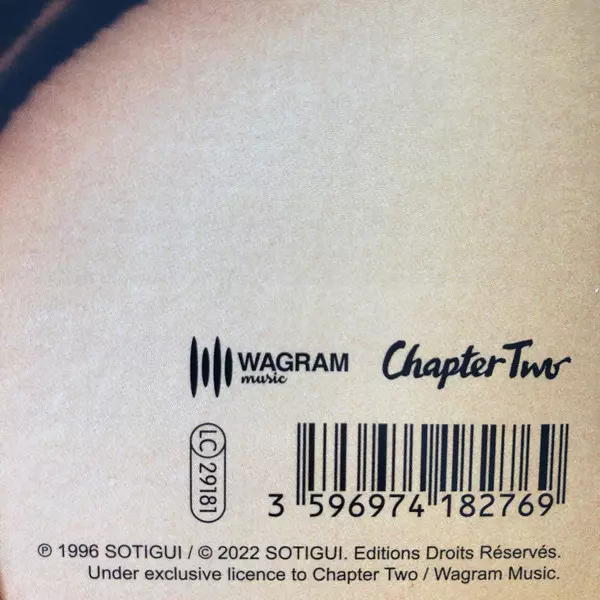 WAGRAM
music
Chapter Two
LC 29181
3 596974 182769
℗ 1996 SOTIGUI / © 2022 SOTIGUI. Editions Droits Réservés.
Under exclusive licence to Chapter Two / Wagram Music.